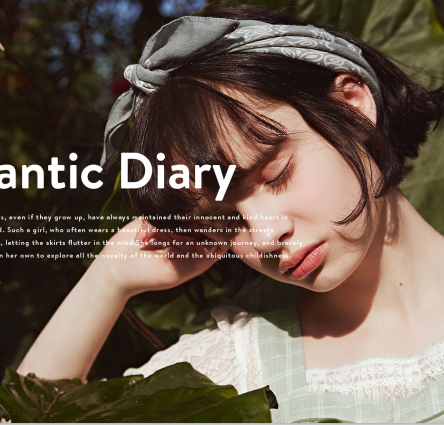 antic Diary
s, even if they grow up, have always maintained their innocent and kind heart in
d. Such a girl, who often wears a beautiful dress, then wanders in the streets
, letting the skirts flutter in the wind.She longs for an unknown journey, and bravely
n her own to explore all the novelty of the world and the ubiquitous childishness.